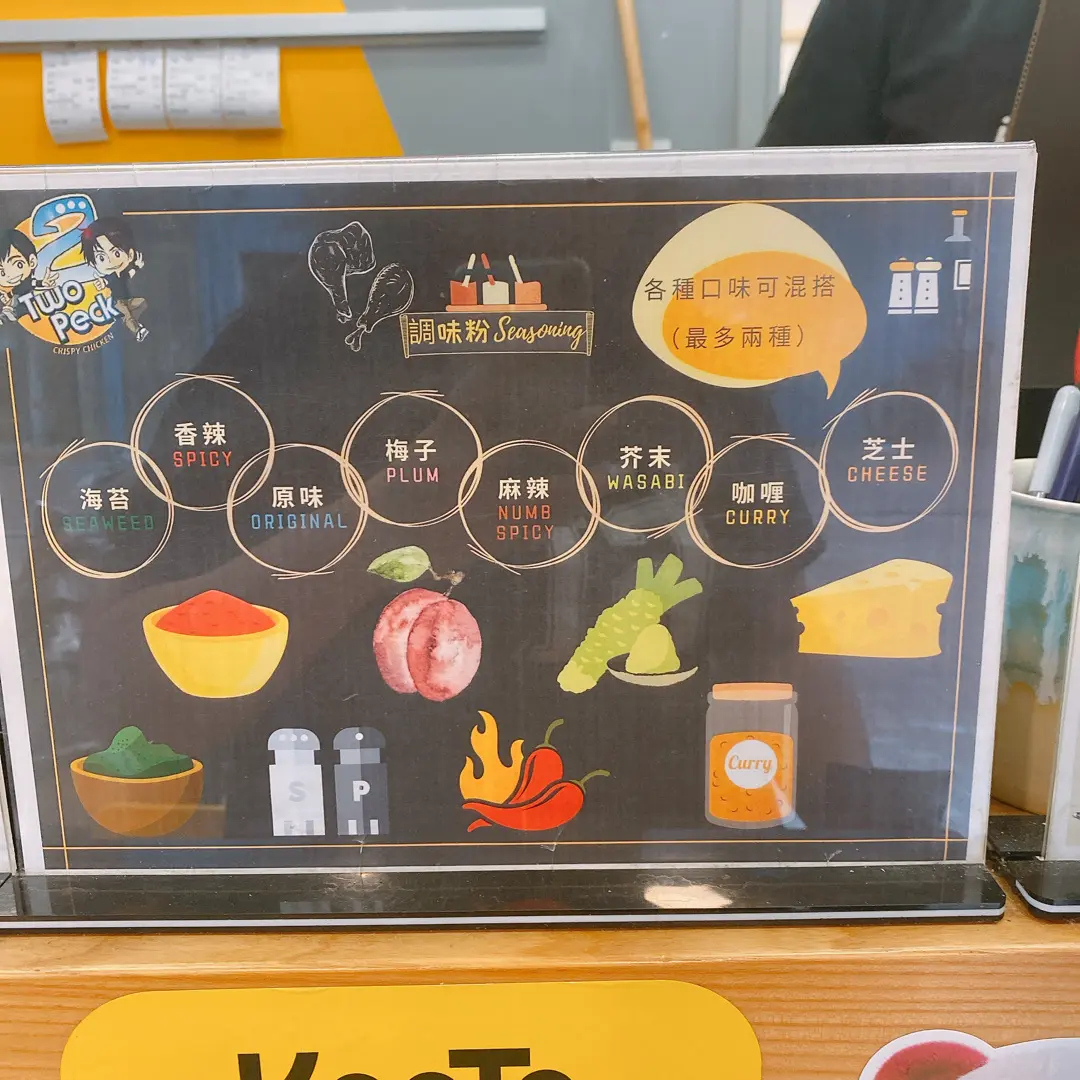 2
Two
Peck
CRISPY CHICKEN
調味粉 Seasoning
各種口味可混搭
(最多兩種)
海苔
SEAWEED
香辣
SPICY
原味
ORIGINAL
梅子
PLUM
麻辣
NUMB
SPICY
芥末
WASABI
咖喱
CURRY
芝士
CHEESE
S
P
Curry